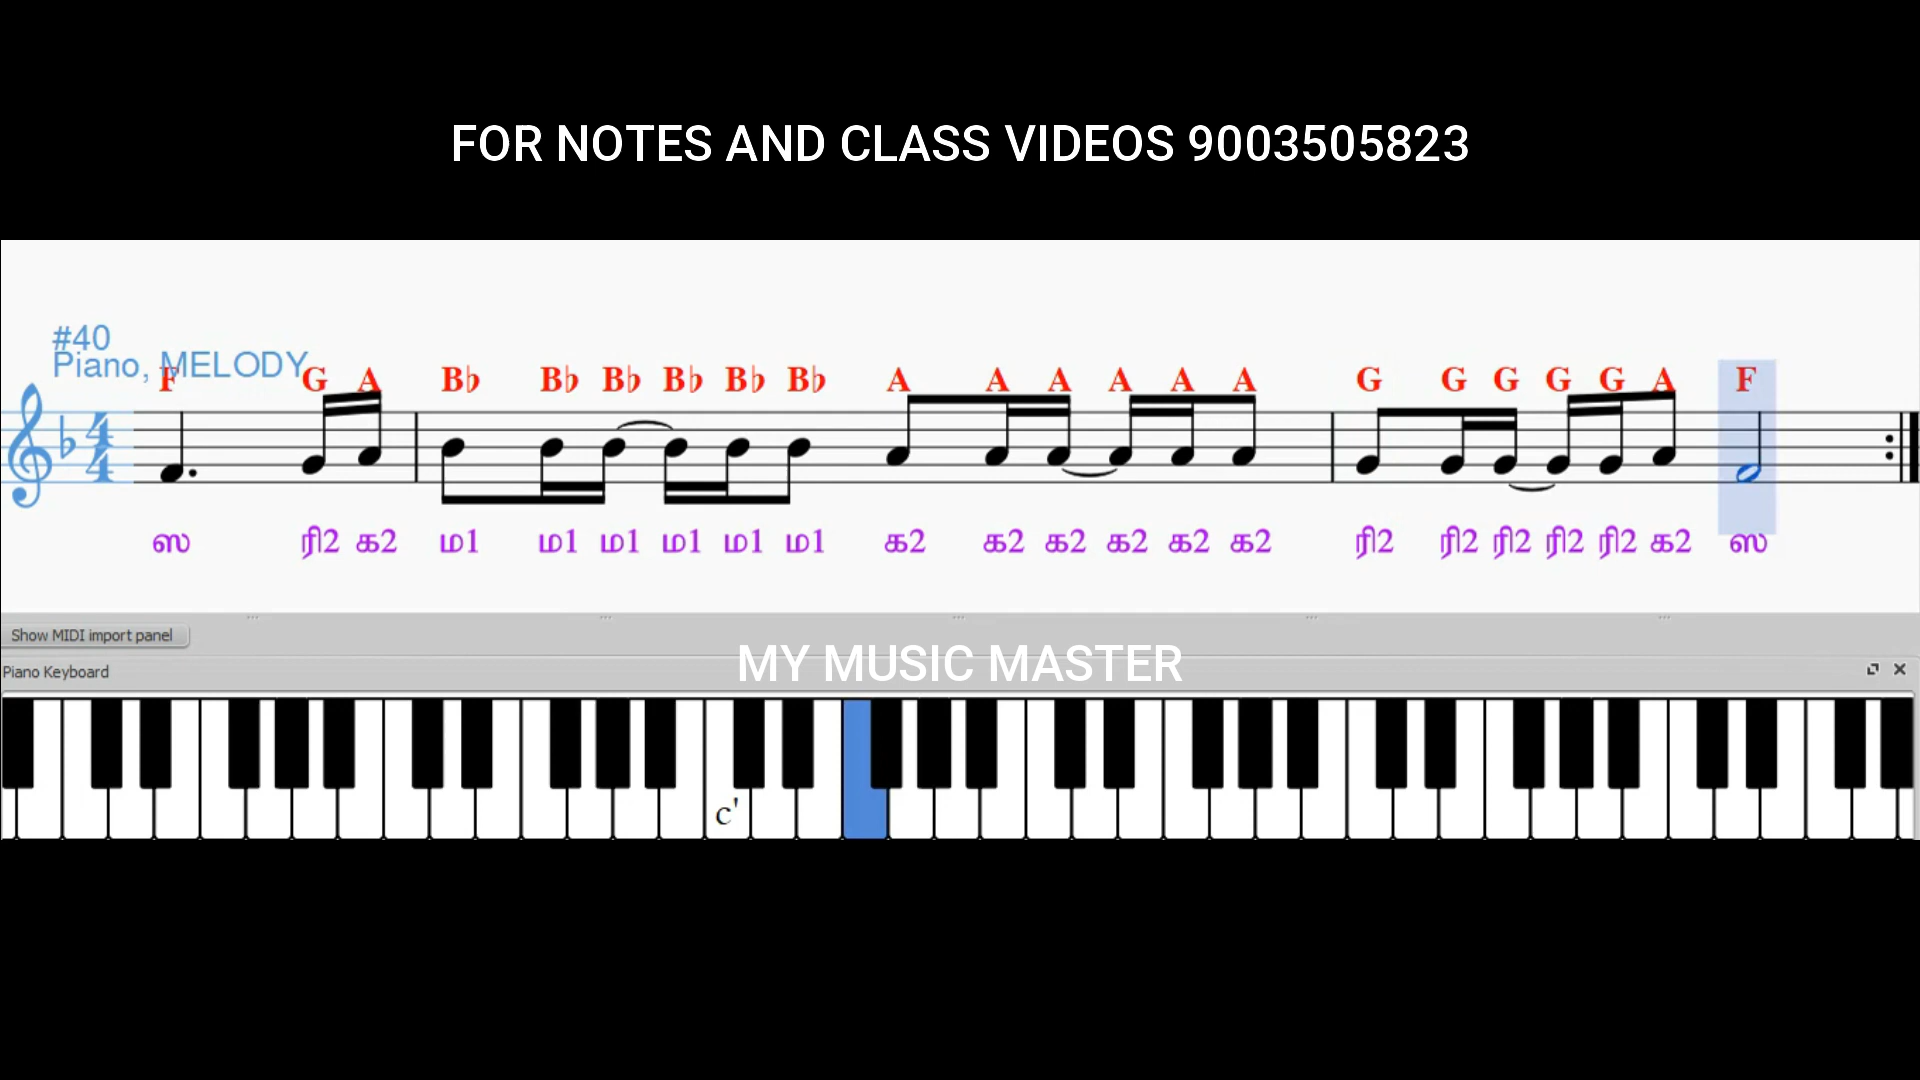 FOR NOTES AND CLASS VIDEOS 9003505823
#40
Piano, MELODY
F G A B♭ B♭ B♭ B♭ B♭ B♭ A A A A A A G G G G G A F
4
4
ஸ ரி2 க2 ம1 ம1 ம1 ம1 ம1 ம1 க2 க2 க2 க2 க2 க2 ரி2 ரி2 ரி2 ரி2 ரி2 க2 ஸ
Show MIDI import panel
MY MUSIC MASTER
Piano Keyboard
c'